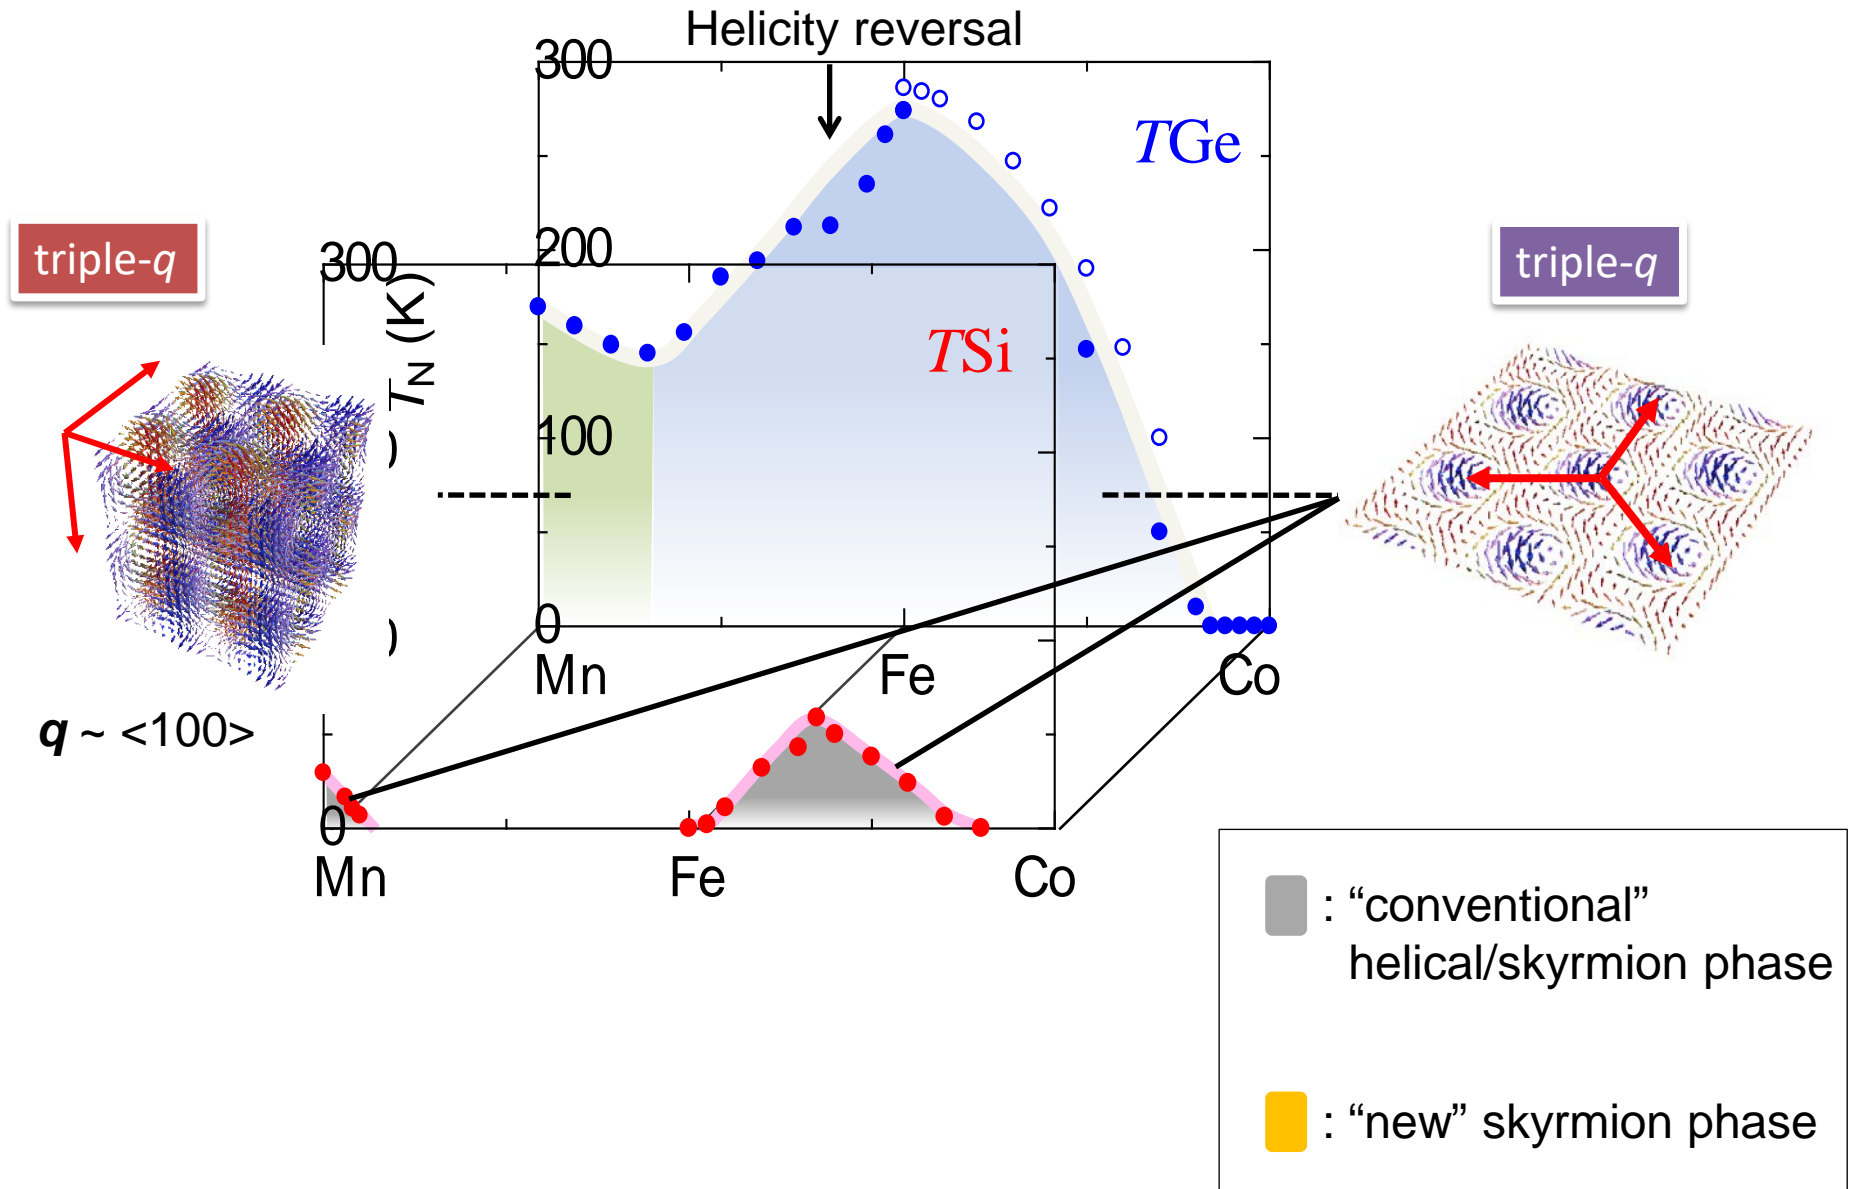 Helicity reversal
300
TGe
triple-q
triple-q
200
300
T_N (K)
TSi
100
0
Mn
Fe
Co
q ~ <100>
0
Mn
Fe
Co
: “conventional”
helical/skyrmion phase
: “new” skyrmion phase